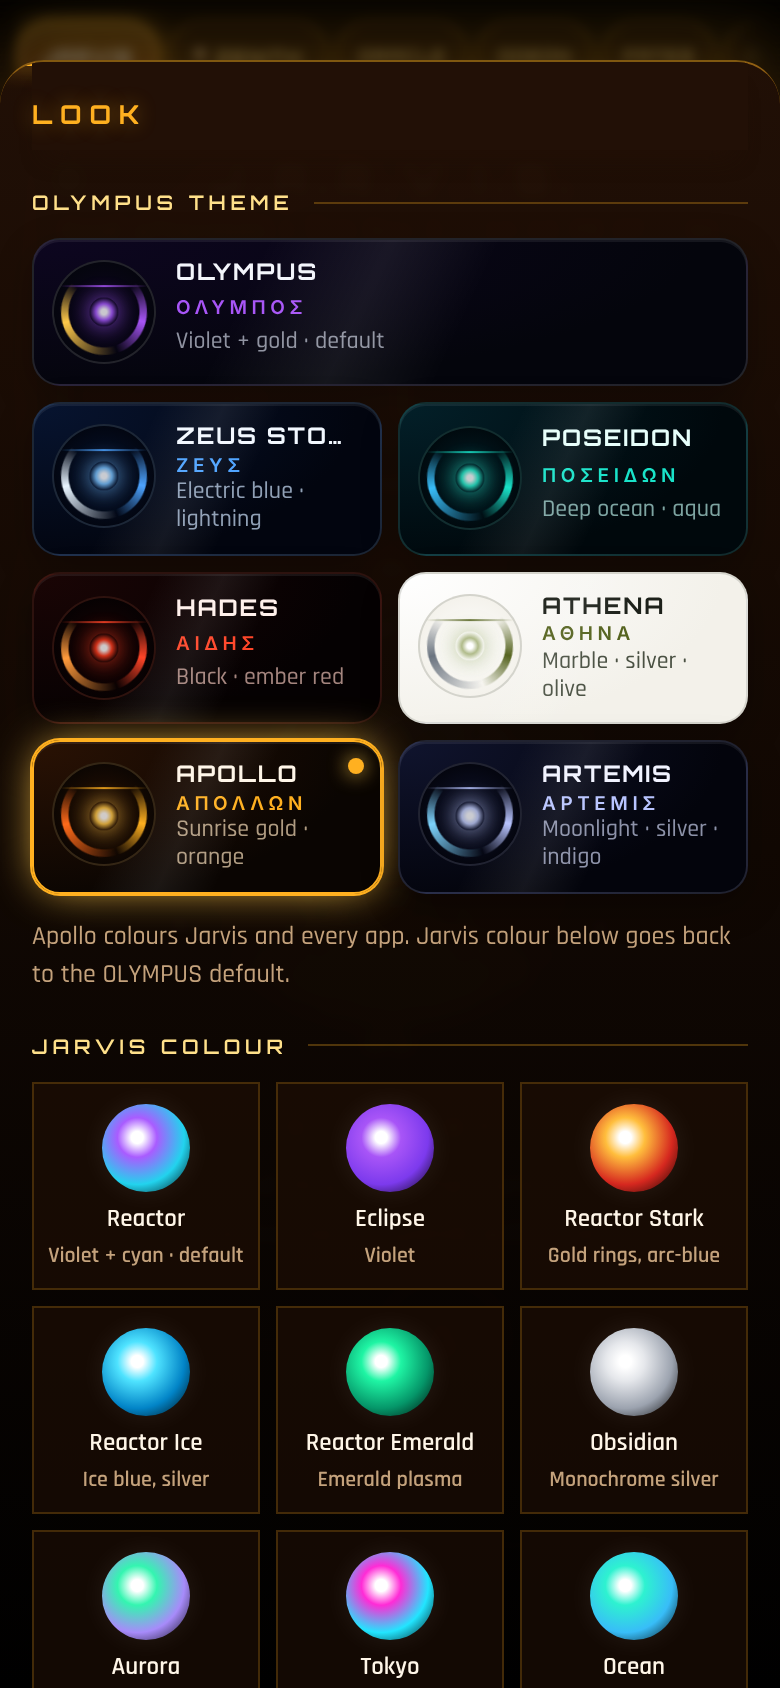 LOOK
OLYMPUS THEME
OLYMPUS
ΟΛΥΜΠΟΣ
Violet + gold · default
ZEUS STO...
ΖΕΥΣ
Electric blue ·
lightning
POSEIDON
ΠΟΣΕΙΔΩΝ
Deep ocean · aqua
HADES
ΑΙΔΗΣ
Black · ember red
ATHENA
ΑΘΗΝΑ
Marble · silver ·
olive
APOLLO
ΑΠΟΛΛΩΝ
Sunrise gold ·
orange
ARTEMIS
ΑΡΤΕΜΙΣ
Moonlight · silver ·
indigo
Apollo colours Jarvis and every app. Jarvis colour below goes back
to the OLYMPUS default.
JARVIS COLOUR
Reactor
Violet + cyan · default
Eclipse
Violet
Reactor Stark
Gold rings, arc-blue
Reactor Ice
Ice blue, silver
Reactor Emerald
Emerald plasma
Obsidian
Monochrome silver
Aurora
Tokyo
Ocean